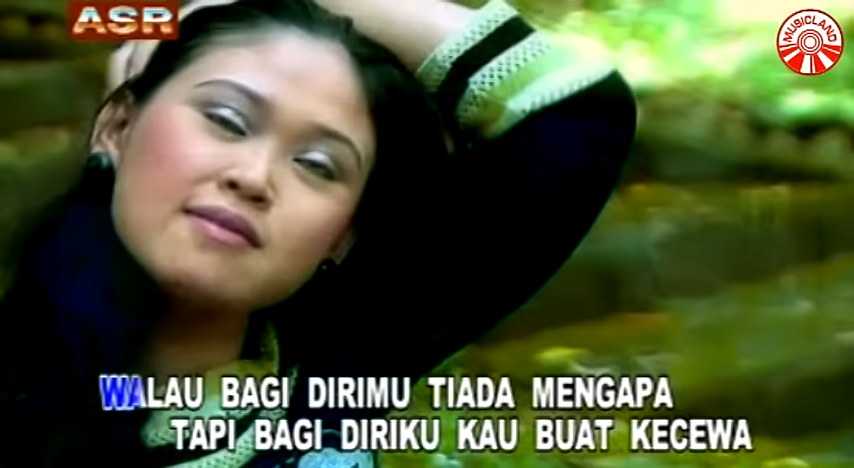 ASR
MUSICLAND
WALAU BAGI DIRIMU TIADA MENGAPA
TAPI BAGI DIRIKU KAU BUAT KECEWA